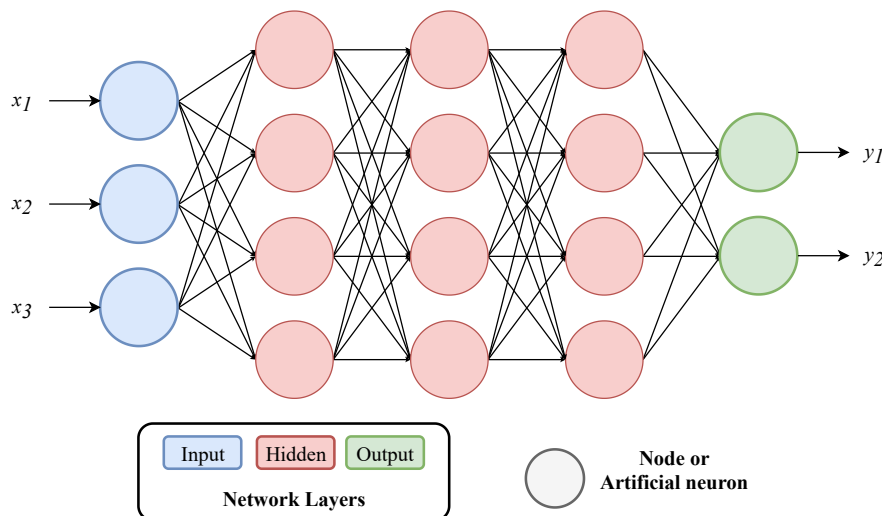 x1
x2
x3
y1
y2
Input Hidden Output
Network Layers
Node or
Artificial neuron